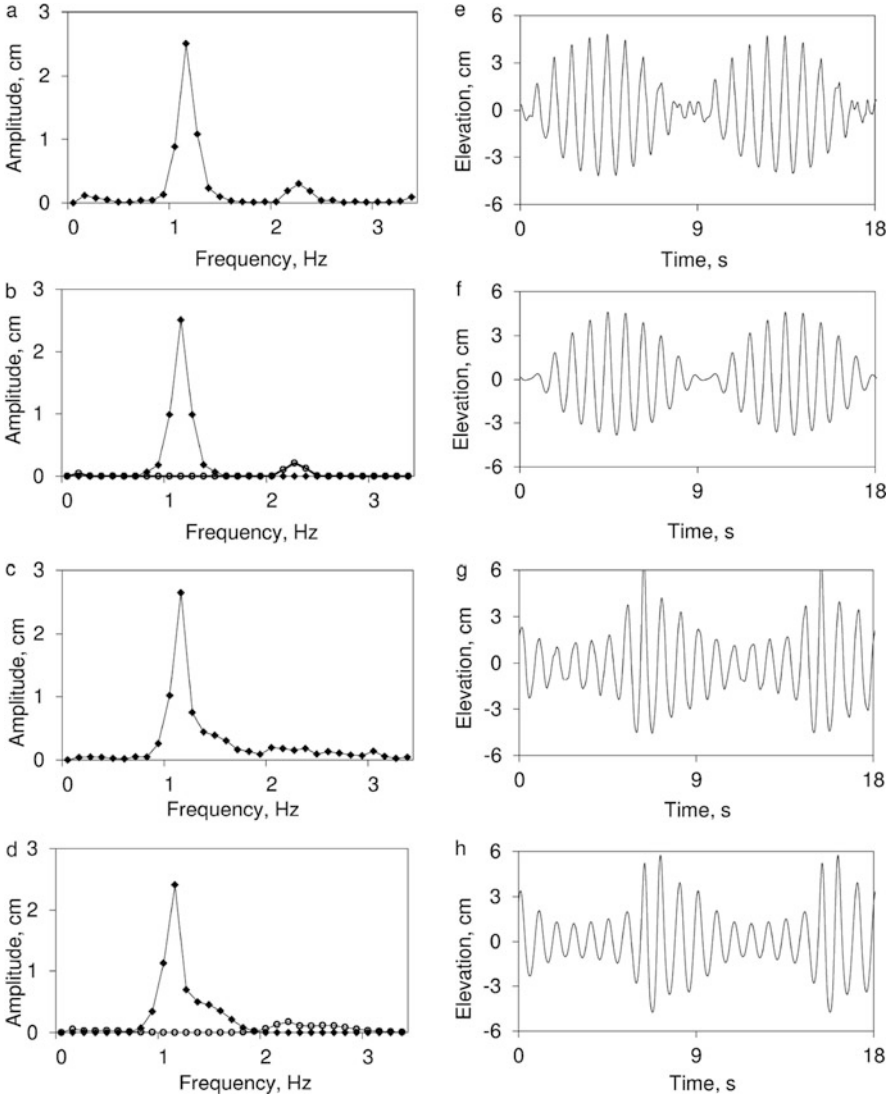 a
3
2
1
0
Amplitude, cm
0 1 2 3
Frequency, Hz
e
6
3
0
-3
-6
Elevation, cm
0 9 18
Time, s
b
3
2
1
0
Amplitude, cm
0 1 2 3
Frequency, Hz
f
6
3
0
-3
-6
Elevation, cm
0 9 18
Time, s
c
3
2
1
0
Amplitude, cm
0 1 2 3
Frequency, Hz
g
6
3
0
-3
-6
Elevation, cm
0 9 18
Time, s
d
3
2
1
0
Amplitude, cm
0 1 2 3
Frequency, Hz
h
6
3
0
-3
-6
Elevation, cm
0 9 18
Time, s